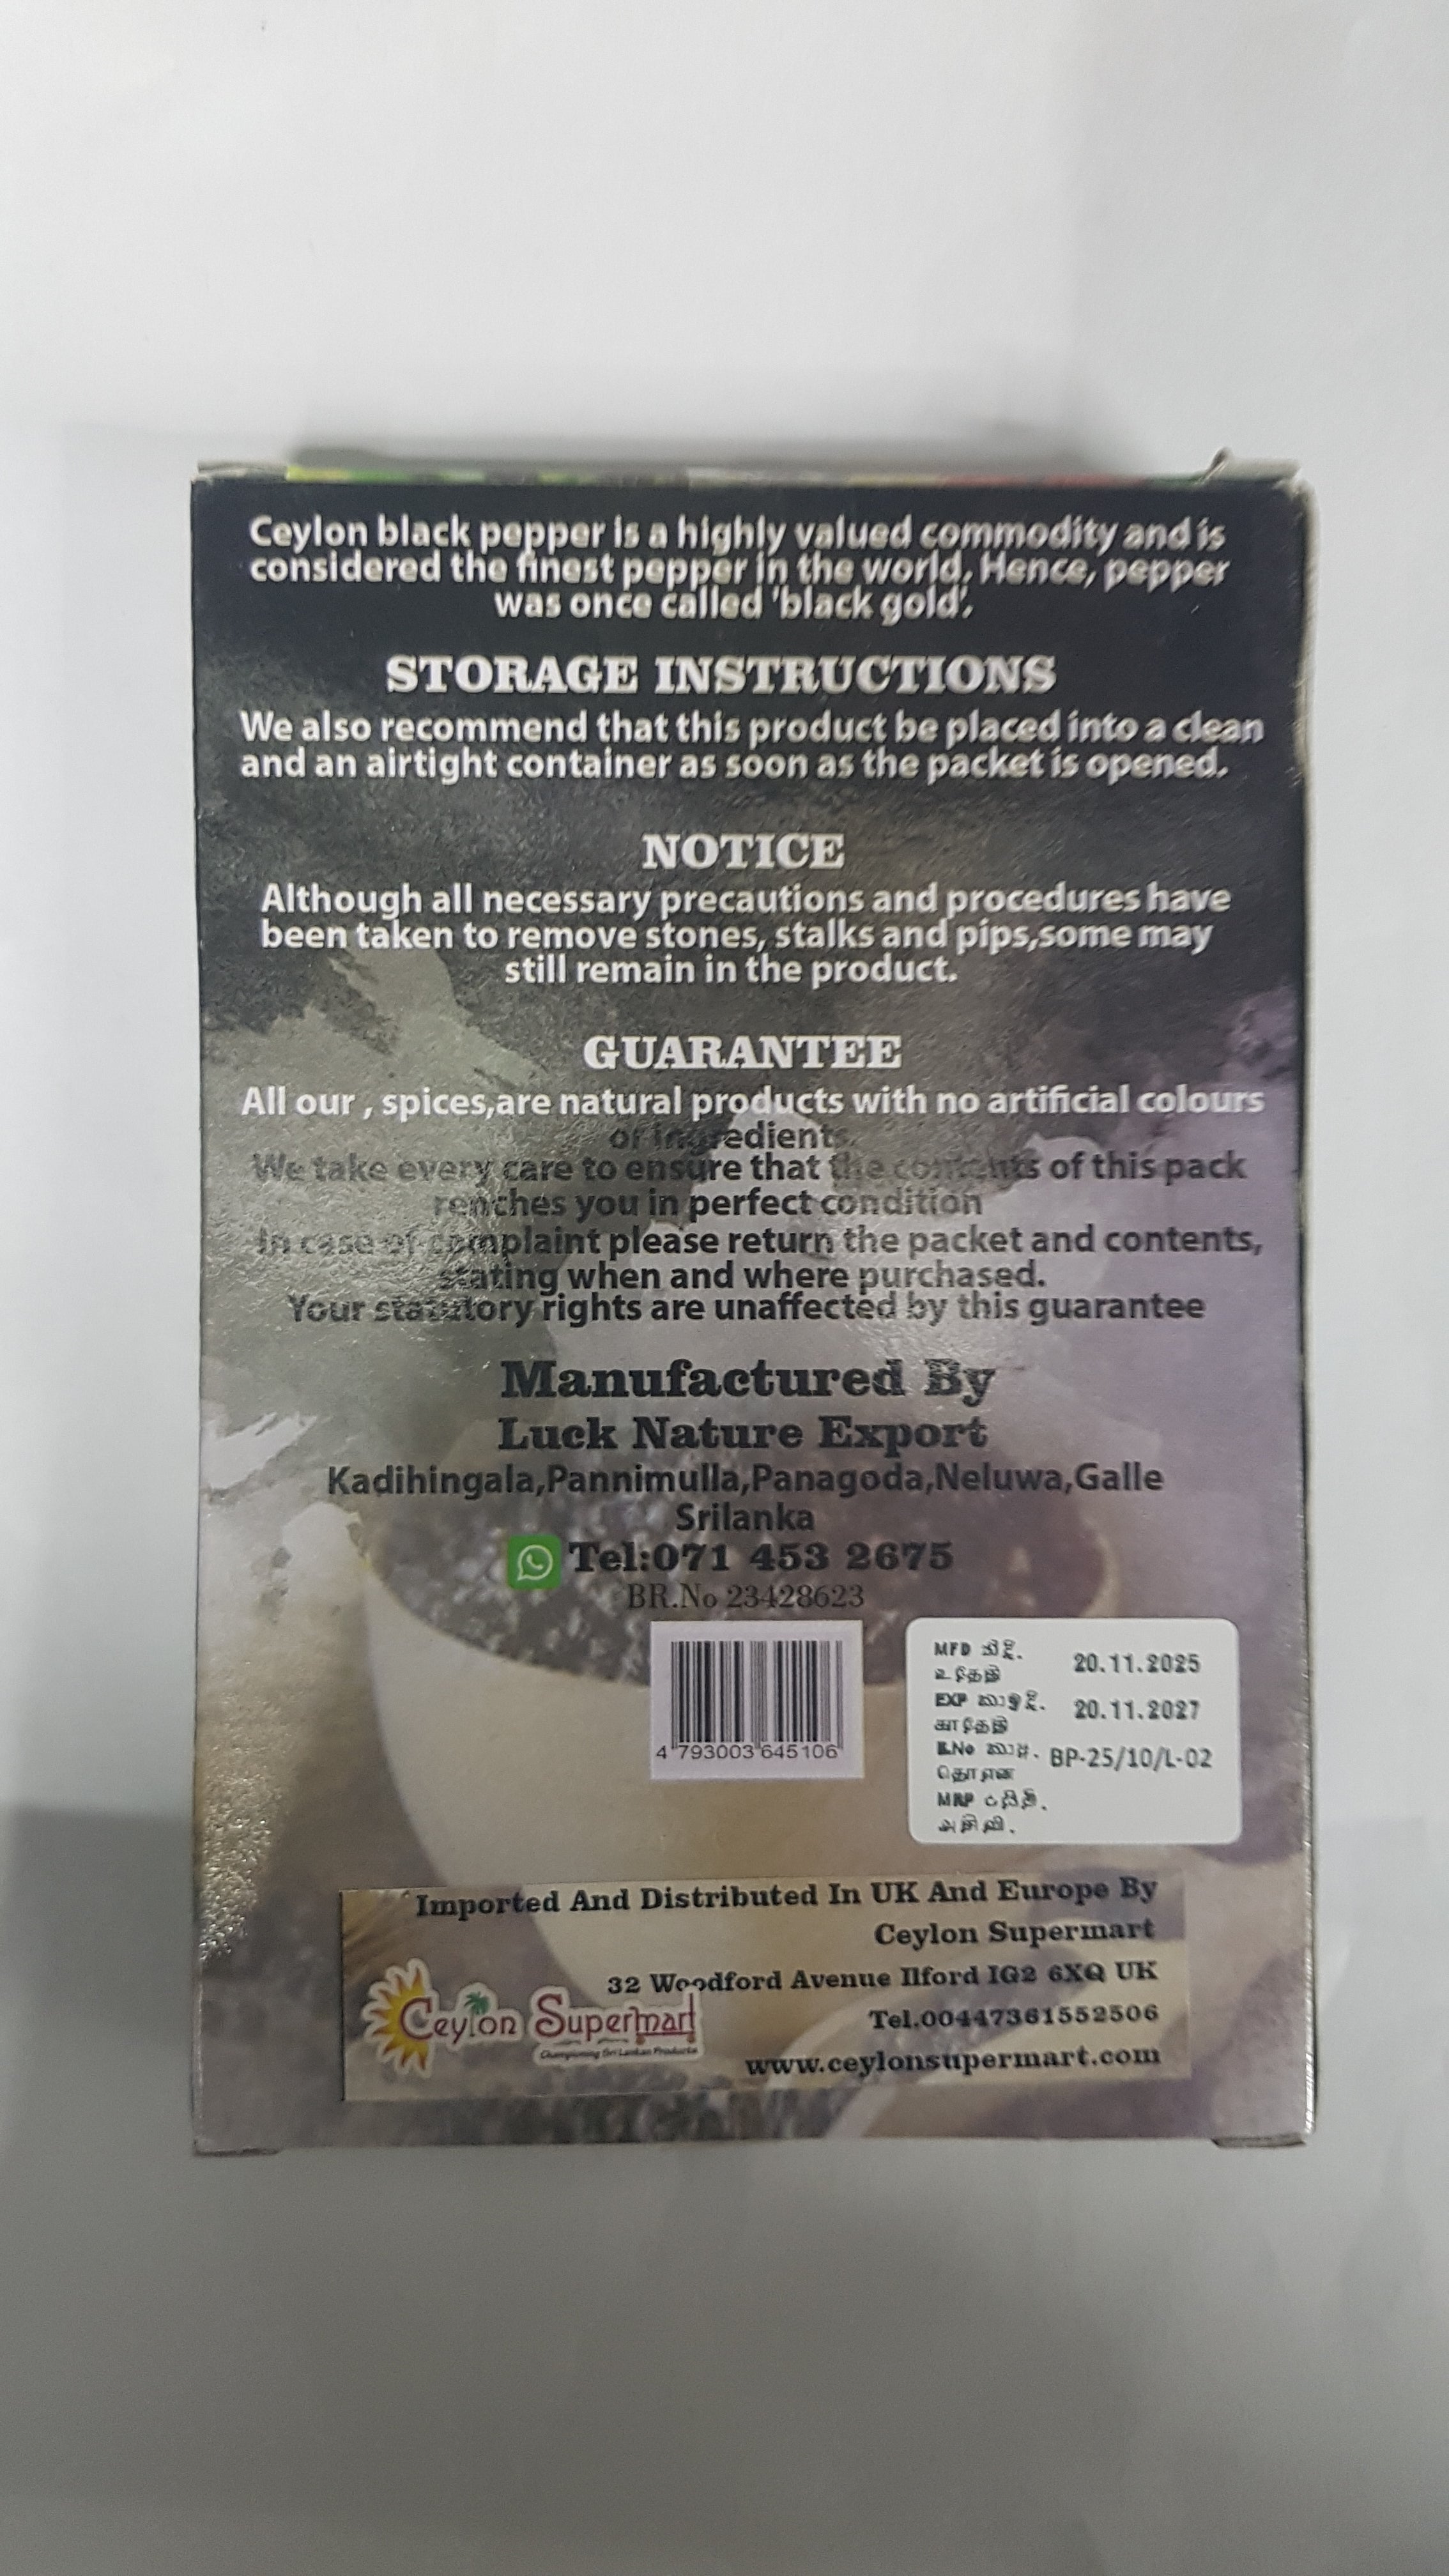 Ceylon black pepper is a highly valued commodity and is
considered the finest pepper in the world. Hence, pepper
was once called 'black gold'.
STORAGE INSTRUCTIONS
We also recommend that this product be placed into a clean
and an airtight container as soon as the packet is opened.
NOTICE
Although all necessary precautions and procedures have
been taken to remove stones, stalks and pips,some may
still remain in the product.
GUARANTEE
All our , spices,are natural products with no artificial colours
or ingredients.
We take every care to ensure that the contents of this pack
renches you in perfect condition
In case of complaint please return the packet and contents,
stating when and where purchased.
Your statutory rights are unaffected by this guarantee
Manufactured By
Luck Nature Export
Kadihingala,Pannimulla,Panagoda,Neluwa,Galle
Srilanka
Tel:071 453 2675
BR.No 23428623
4 793003 645106
MFD නිදි. 20.11.2025
உ.திகதி
EXP කා.ඉ.දි. 20.11.2027
கா.திகதி
B.No කා.අ. BP-25/10/L-02
தொ.எண்
MRP
அ.சி.வி.
Imported And Distributed In UK And Europe By
Ceylon Supermart
32 Woodford Avenue Ilford IG2 6XQ UK
Tel.00447361552506
www.ceylonsupermart.com
Ceylon Supermart
Championing Sri Lankan Products